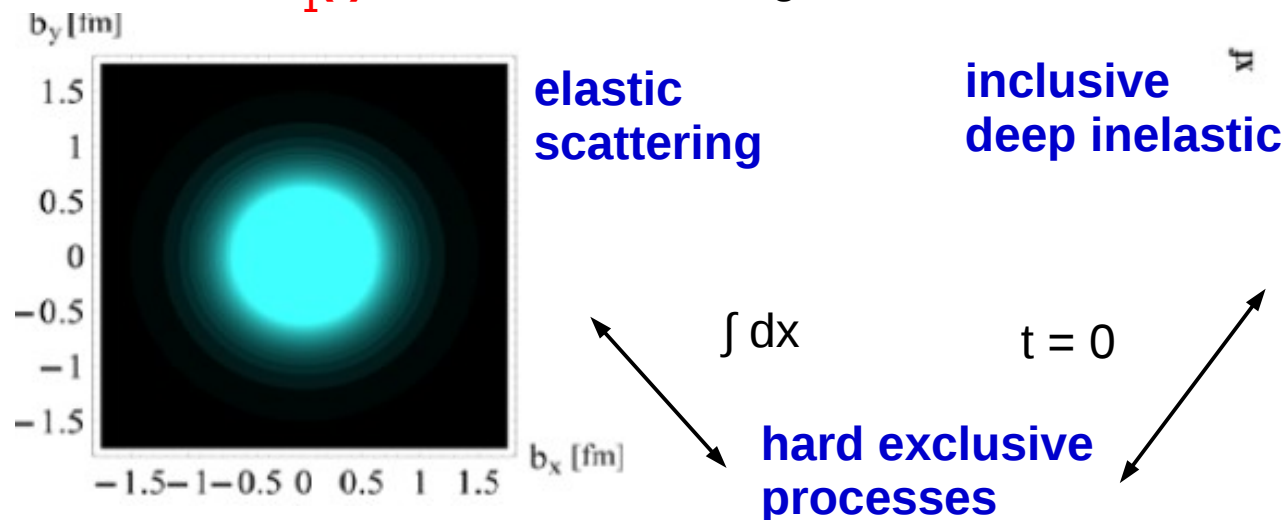 b_y [fm]
1.5
1
0.5
0
−0.5
−1
−1.5
−1.5−1−0.5 0 0.5 1 1.5
b_x [fm]
elastic
scattering
inclusive
deep inelastic
xf
∫ dx
t = 0
hard exclusive
processes